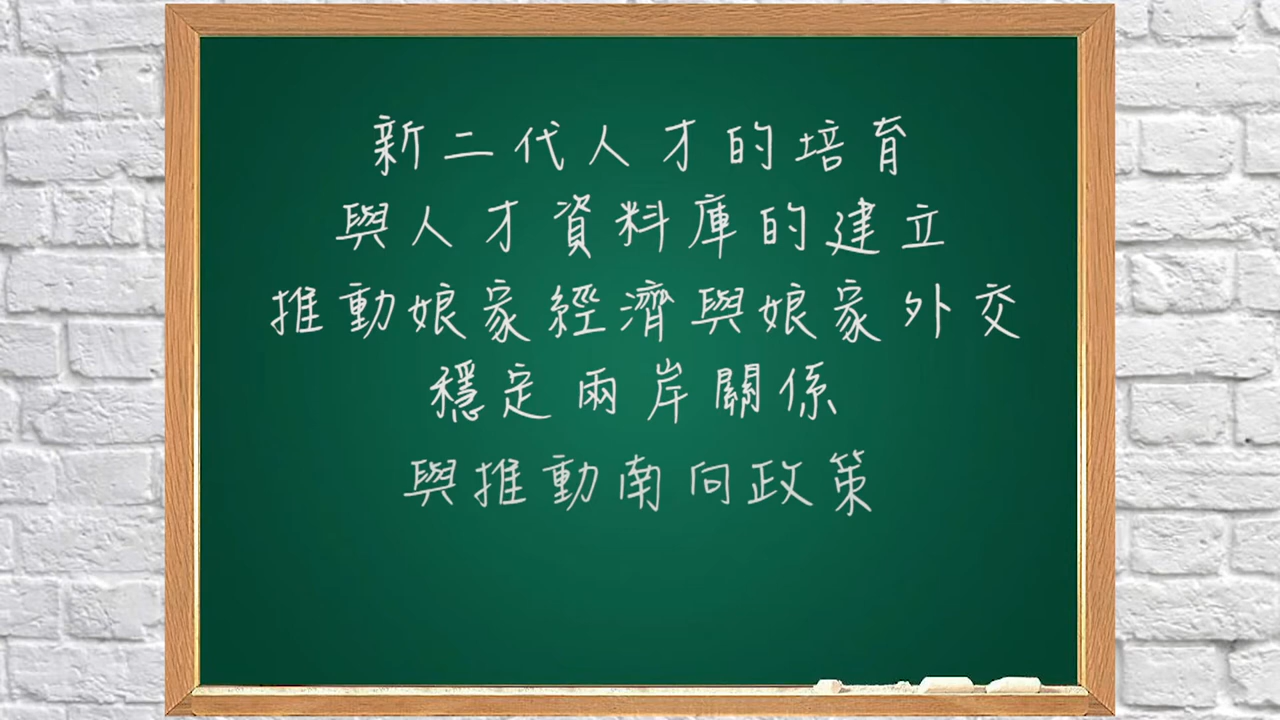 新二代人才的培育
與人才資料庫的建立
推動娘家經濟與娘家外交
穩定兩岸關係
與推動南向政策